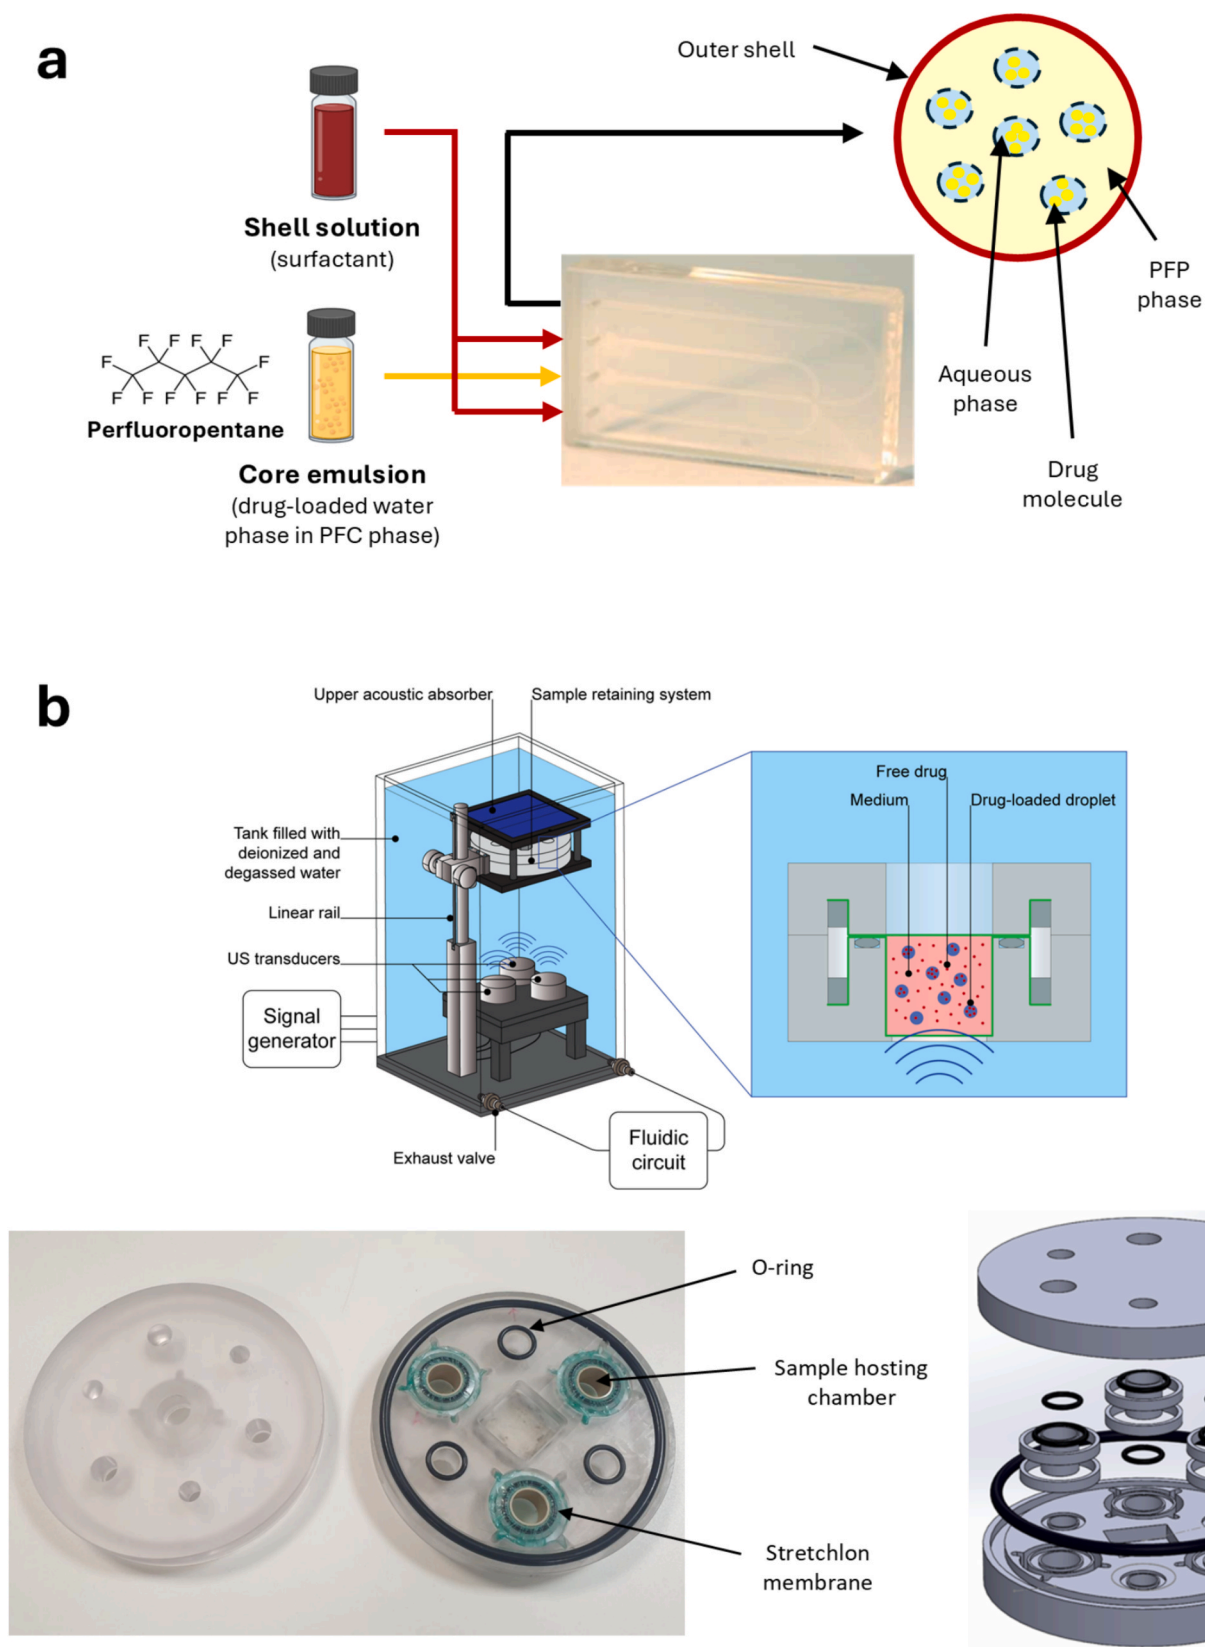 a
Outer shell
Shell solution
(surfactant)
PFP
phase
F F F F
F F
F F F F F F
Perfluoropentane
Aqueous
phase
Core emulsion
(drug-loaded water
phase in PFC phase)
Drug
molecule
b
Upper acoustic absorber
Sample retaining system
Free drug
Medium
Drug-loaded droplet
Tank filled with
deionized and
degassed water
Linear rail
US transducers
Signal
generator
Fluidic
circuit
Exhaust valve
O-ring
Sample hosting
chamber
Stretchlon
membrane